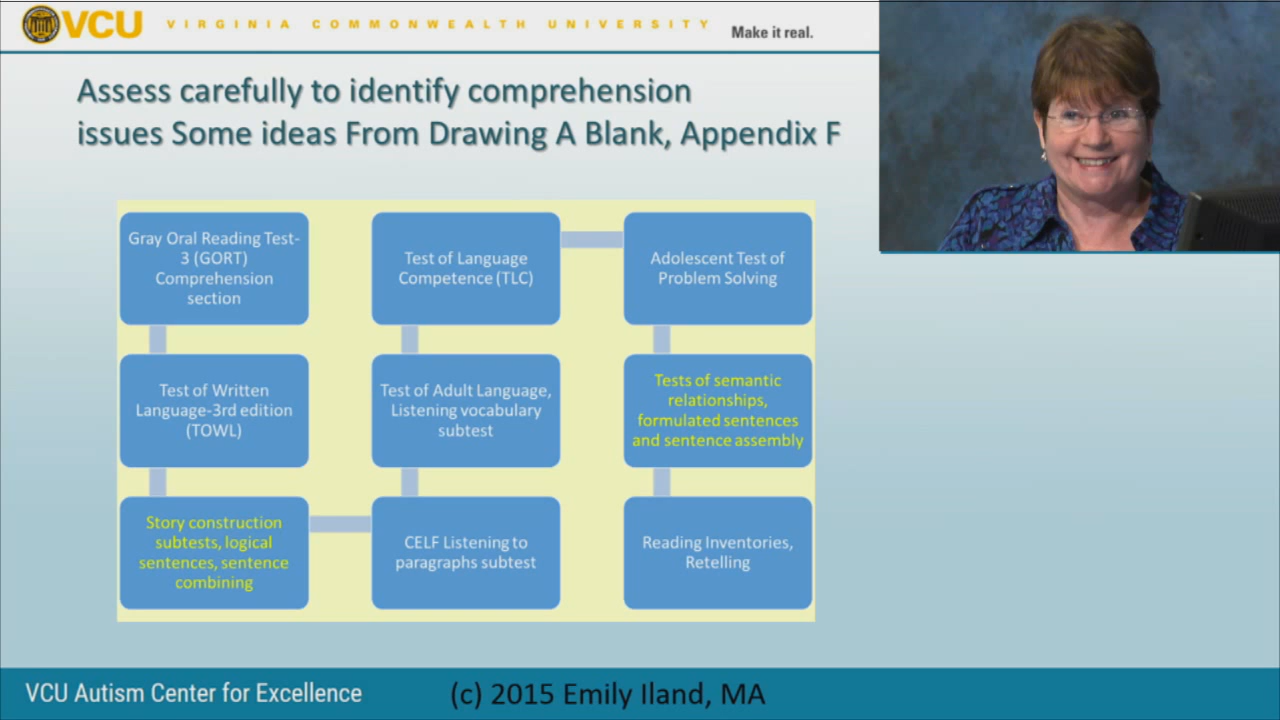 VCU VIRGINIA COMMONWEALTH UNIVERSITY Make it real.
Assess carefully to identify comprehension
issues Some ideas From Drawing A Blank, Appendix F
Gray Oral Reading Test-
3 (GORT)
Comprehension
section
Test of Written
Language-3rd edition
(TOWL)
Story construction
subtests, logical
sentences, sentence
combining
CELF Listening to
paragraphs subtest
Test of Adult Language,
Listening vocabulary
subtest
Test of Language
Competence (TLC)
Adolescent Test of
Problem Solving
Tests of semantic
relationships,
formulated sentences
and sentence assembly
Reading Inventories,
Retelling
VCU Autism Center for Excellence (c) 2015 Emily Iland, MA